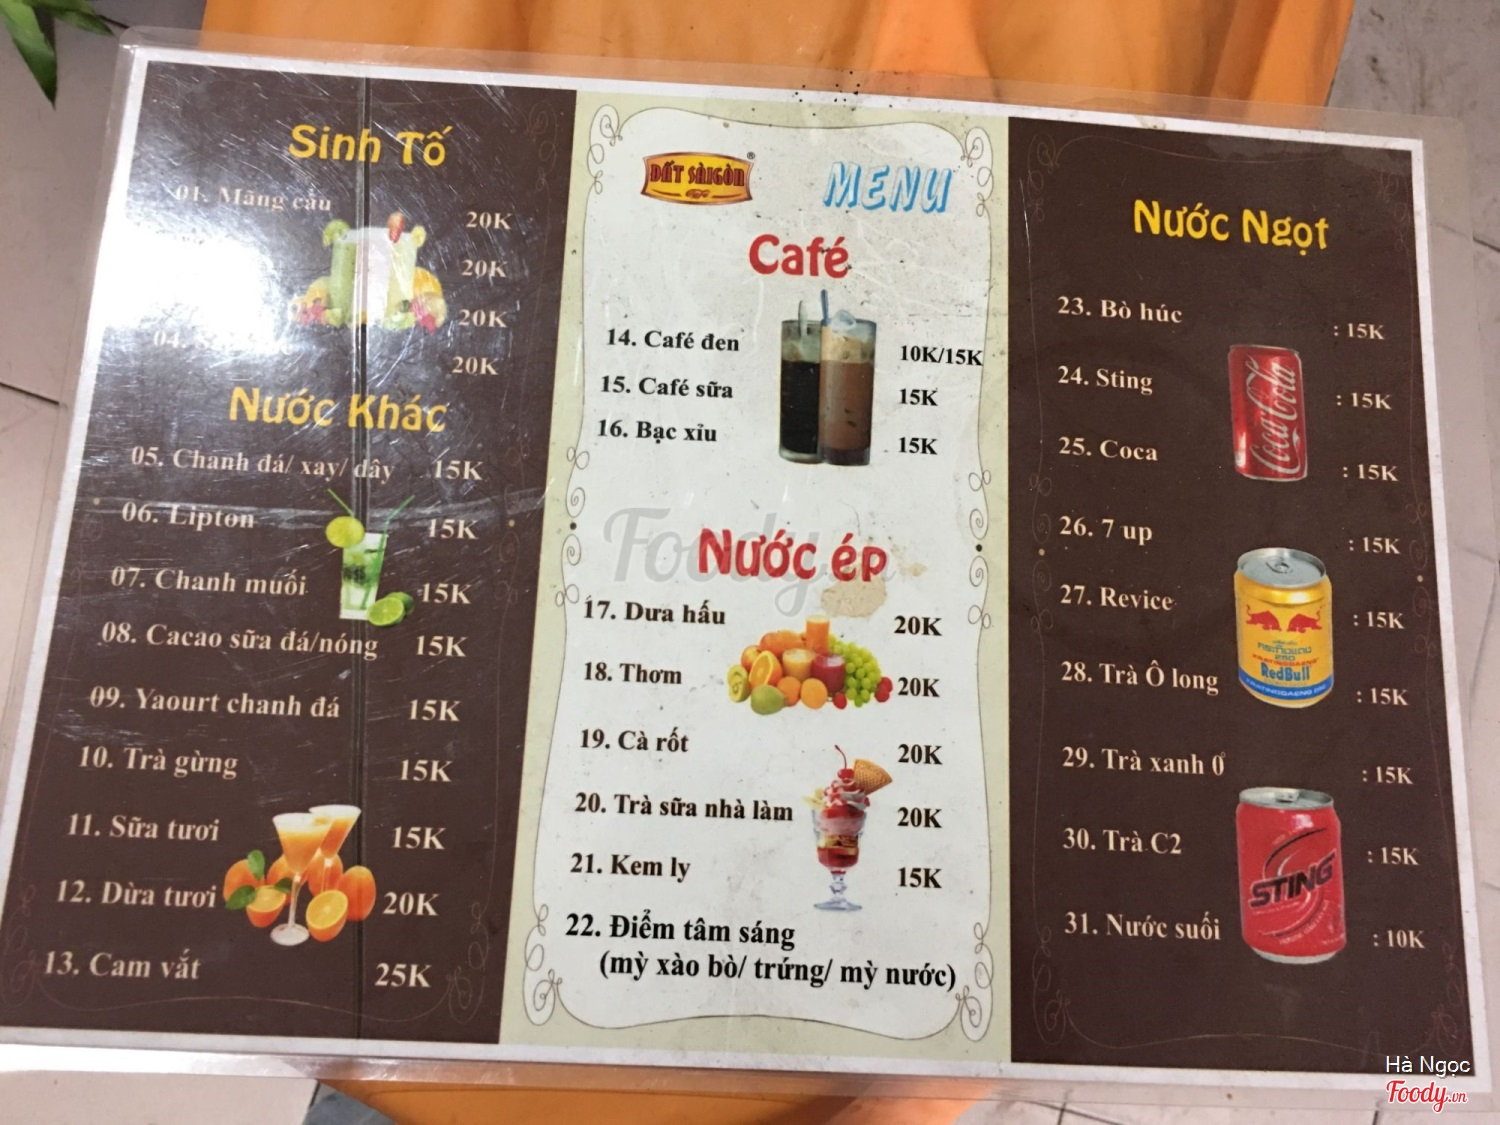 Sinh Tố
01. Mãng cầu 20K
20K
20K
04. 20K
Nước Khác
05. Chanh đá/ xay/ dây 15K
06. Lipton 15K
07. Chanh muối 15K
08. Cacao sữa đá/nóng 15K
09. Yaourt chanh đá 15K
10. Trà gừng 15K
11. Sữa tươi 15K
12. Dừa tươi 20K
13. Cam vắt 25K
ĐẤT SÀIGÒN ®
Café
MENU
Café
14. Café đen 10K/15K
15. Café sữa 15K
16. Bạc xỉu 15K
Foody.vn
Nước ép
17. Dưa hấu 20K
18. Thơm 20K
19. Cà rốt 20K
20. Trà sữa nhà làm 20K
21. Kem ly 15K
22. Điểm tâm sáng
(mỳ xào bò/ trứng/ mỳ nước)
Nước Ngọt
23. Bò húc : 15K
24. Sting : 15K
25. Coca : 15K
26. 7 up : 15K
27. Revice : 15K
28. Trà Ô long : 15K
29. Trà xanh 0 : 15K
30. Trà C2 : 15K
31. Nước suối : 10K
Coca-Cola
RedBull
KRATINGDAENG 250
STING
Hà Ngọc
Foody.vn